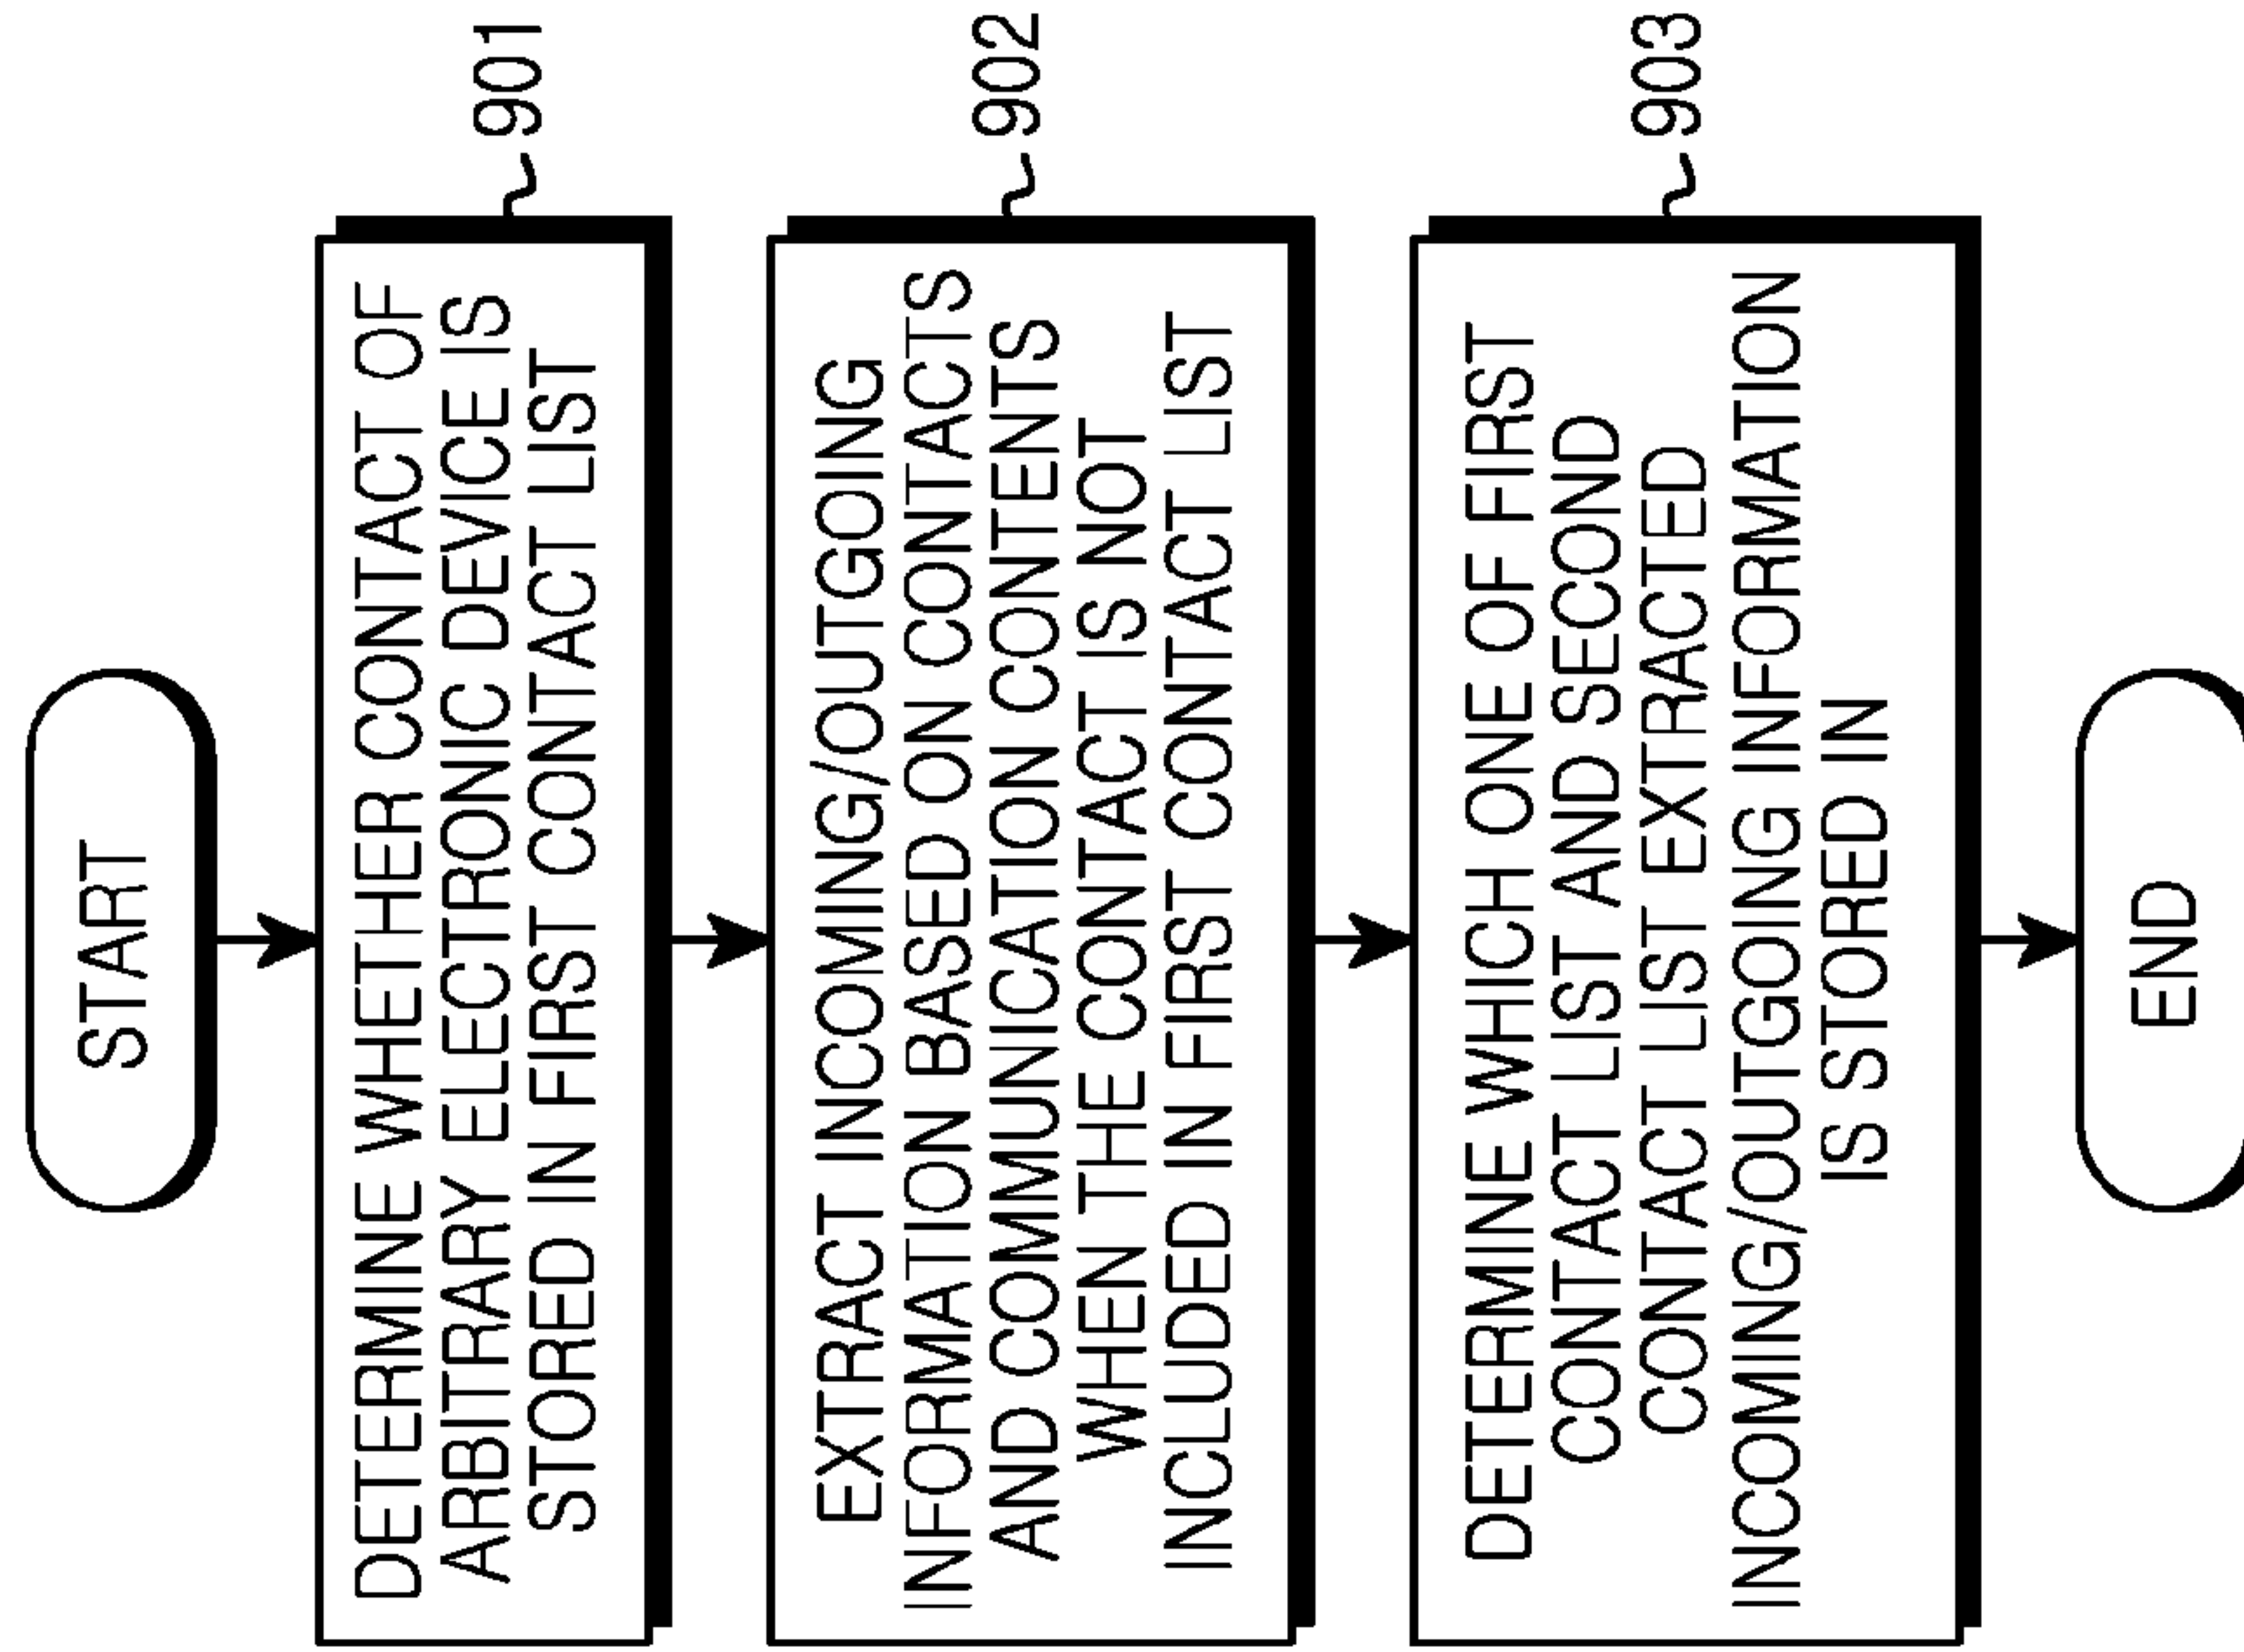 START
DETERMINE WHETHER CONTACT OF
ARBITRARY ELECTRONIC DEVICE IS
STORED IN FIRST CONTACT LIST
901
EXTRACT INCOMING/OUTGOING
INFORMATION BASED ON CONTACTS
AND COMMUNICATION CONTENTS
WHEN THE CONTACT IS NOT
INCLUDED IN FIRST CONTACT LIST
902
DETERMINE WHICH ONE OF FIRST
CONTACT LIST AND SECOND
CONTACT LIST EXTRACTED
INCOMING/OUTGOING INFORMATION
IS STORED IN
903
END